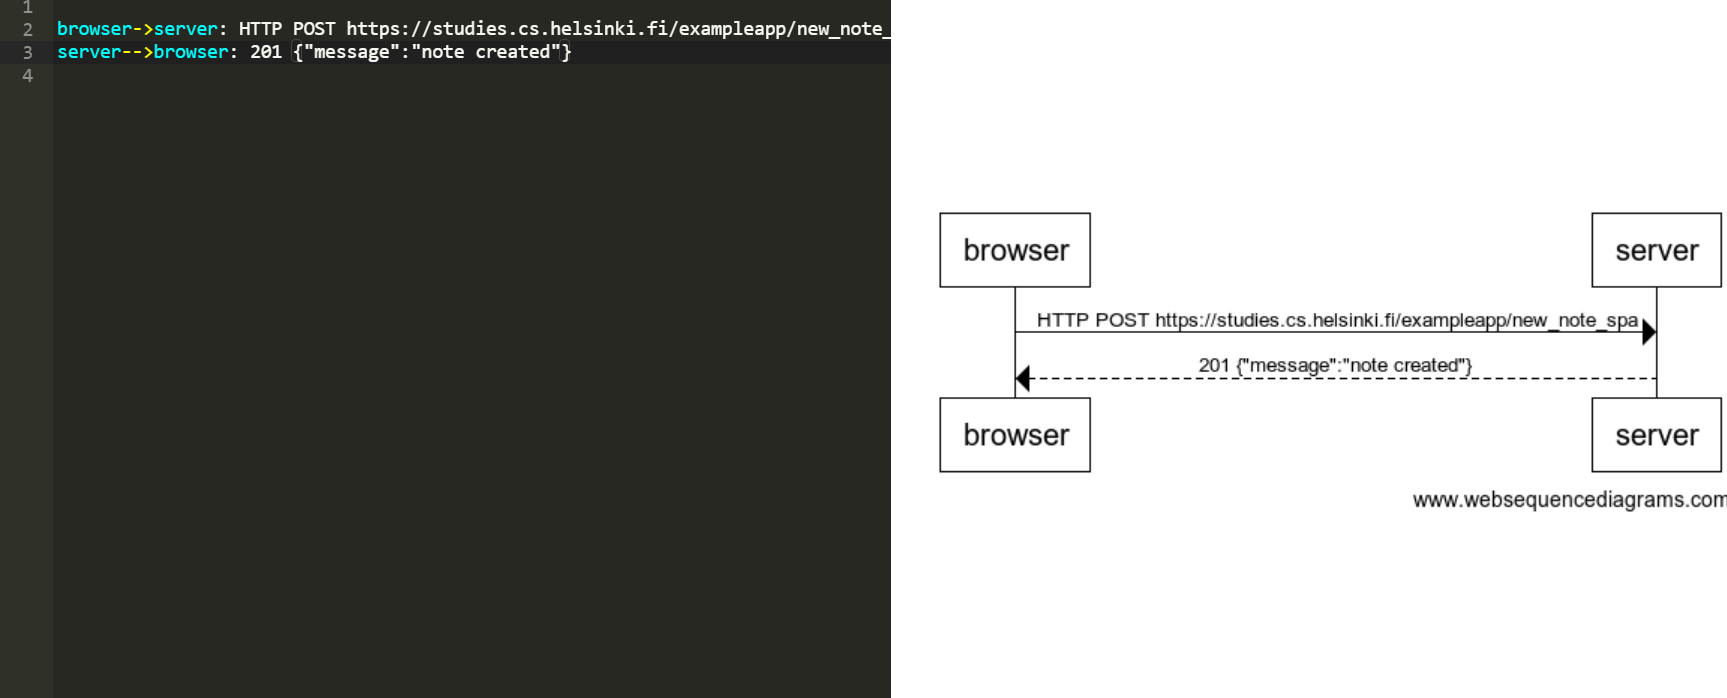 1
2 browser->server: HTTP POST https://studies.cs.helsinki.fi/exampleapp/new_note_
3 server-->browser: 201 {"message":"note created"}
4
browser server
HTTP POST https://studies.cs.helsinki.fi/exampleapp/new_note_spa
201 {"message":"note created"}
browser server
www.websequencediagrams.com